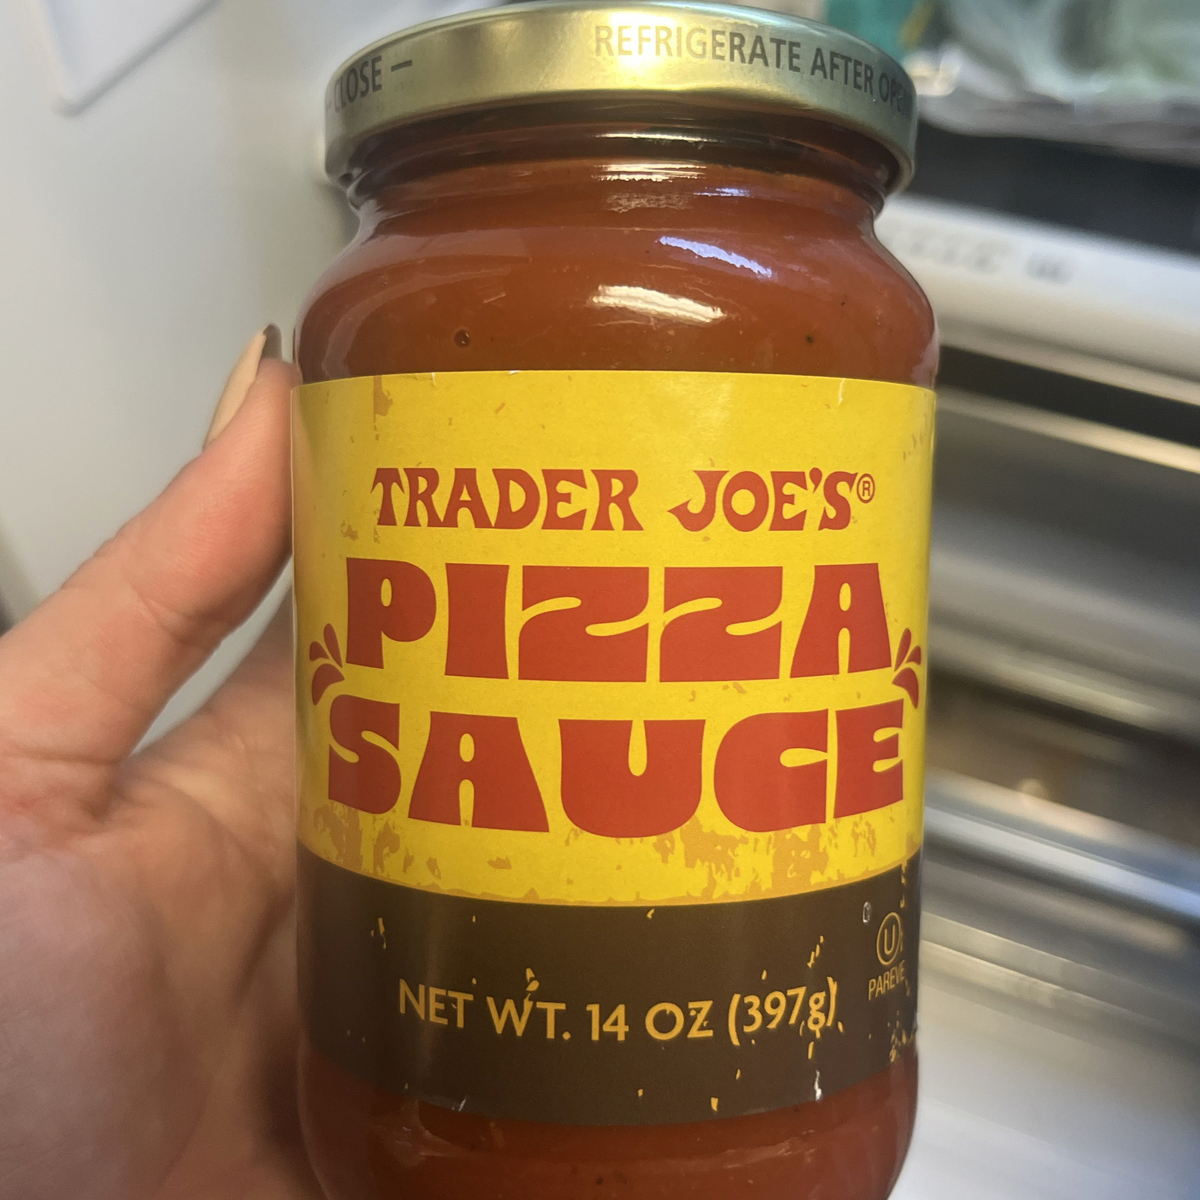 CLOSE —
REFRIGERATE AFTER
TRADER JOE'S®
PIZZA
SAUCE
U
PAREVE
NET WT. 14 OZ (397g)